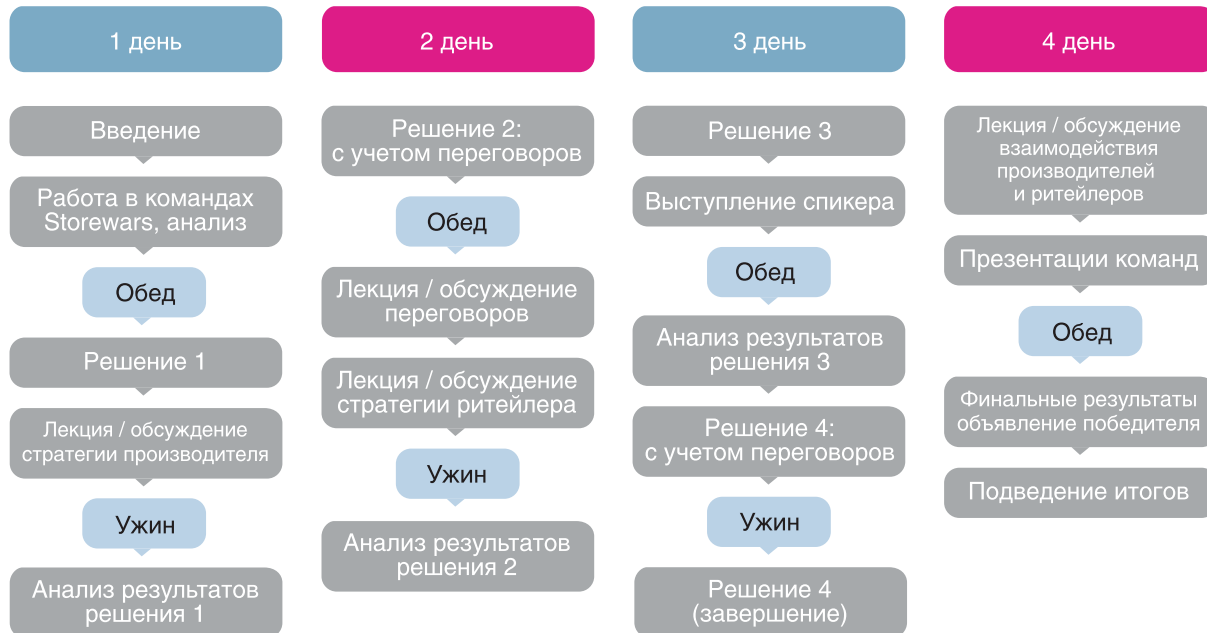 1 день
Введение
Работа в командах
Storewars, анализ
Обед
Решение 1
Лекция / обсуждение
стратегии производителя
Ужин
Анализ результатов
решения 1
2 день
Решение 2:
с учетом переговоров
Обед
Лекция / обсуждение
переговоров
Лекция / обсуждение
стратегии ритейлера
Ужин
Анализ результатов
решения 2
3 день
Решение 3
Выступление спикера
Обед
Анализ результатов
решения 3
Решение 4:
с учетом переговоров
Ужин
Решение 4
(завершение)
4 день
Лекция / обсуждение
взаимодействия
производителей
и ритейлеров
Презентации команд
Обед
Финальные результаты
объявление победителя
Подведение итогов